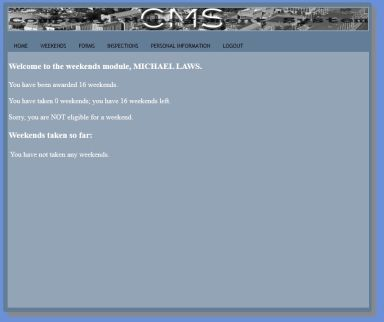 CMS
HOME WEEKENDS FORMS INSPECTIONS PERSONAL INFORMATION LOGOUT
Welcome to the weekends module, MICHAEL LAWS.
You have been awarded 16 weekends.
You have taken 0 weekends; you have 16 weekends left.
Sorry, you are NOT eligible for a weekend.
Weekends taken so far:
You have not taken any weekends.